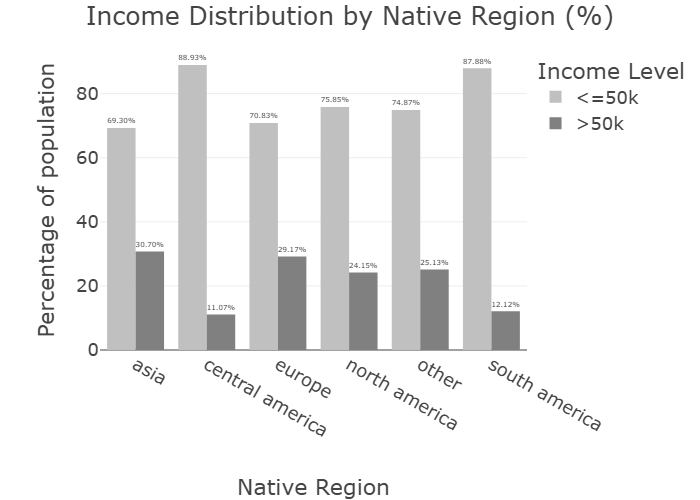 Income Distribution by Native Region (%)
Income Level
<=50k
>50k
Percentage of population
80
60
40
20
0
69.30%
30.70%
88.93%
11.07%
70.83%
29.17%
75.85%
24.15%
74.87%
25.13%
87.88%
12.12%
asia
central america
europe
north america
other
south america
Native Region